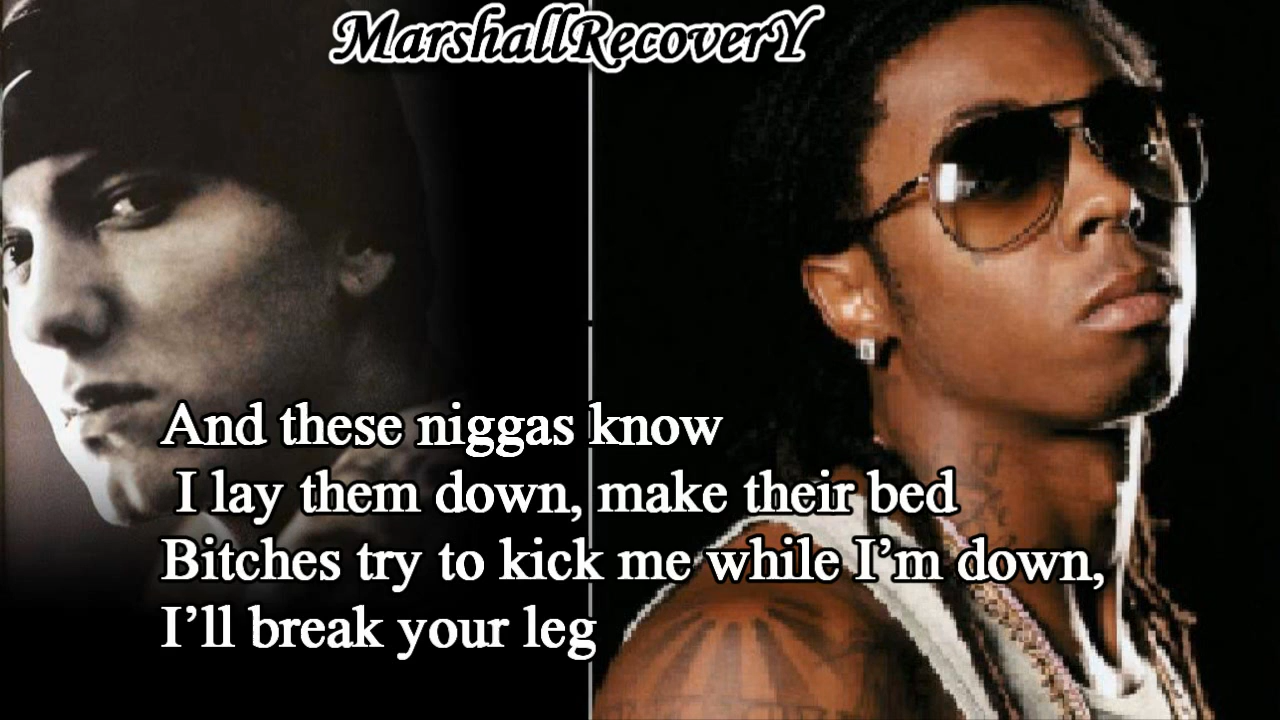 MarshallRecoverY
And these niggas know
I lay them down, make their bed
Bitches try to kick me while I’m down,
I’ll break your leg